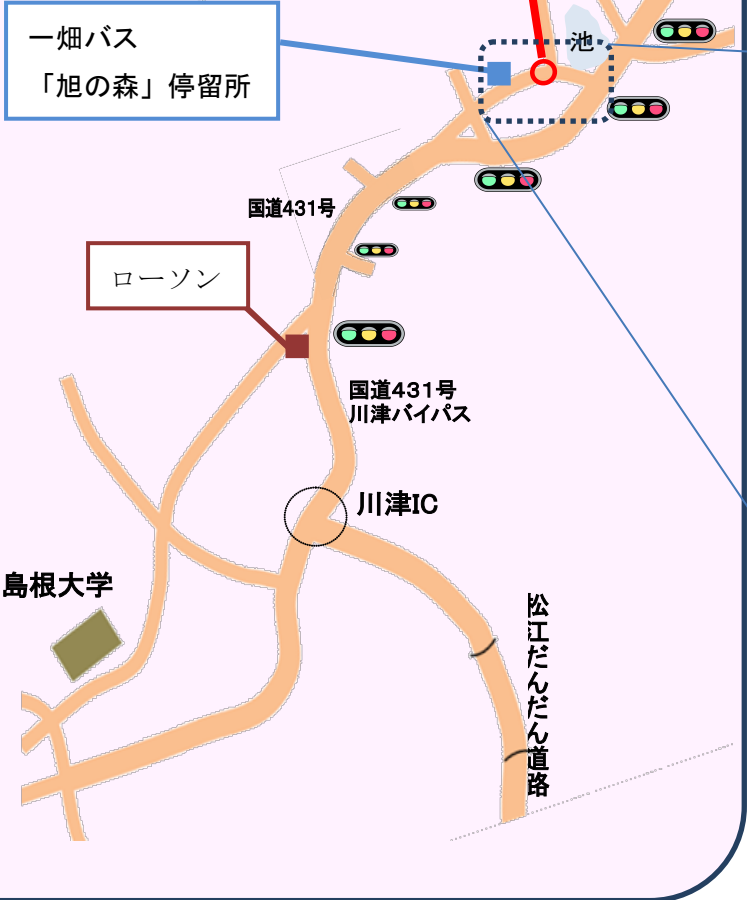 一畑バス
「旭の森」停留所
池
国道431号
ローソン
国道431号
川津バイパス
川津IC
島根大学
松江だんだん道路